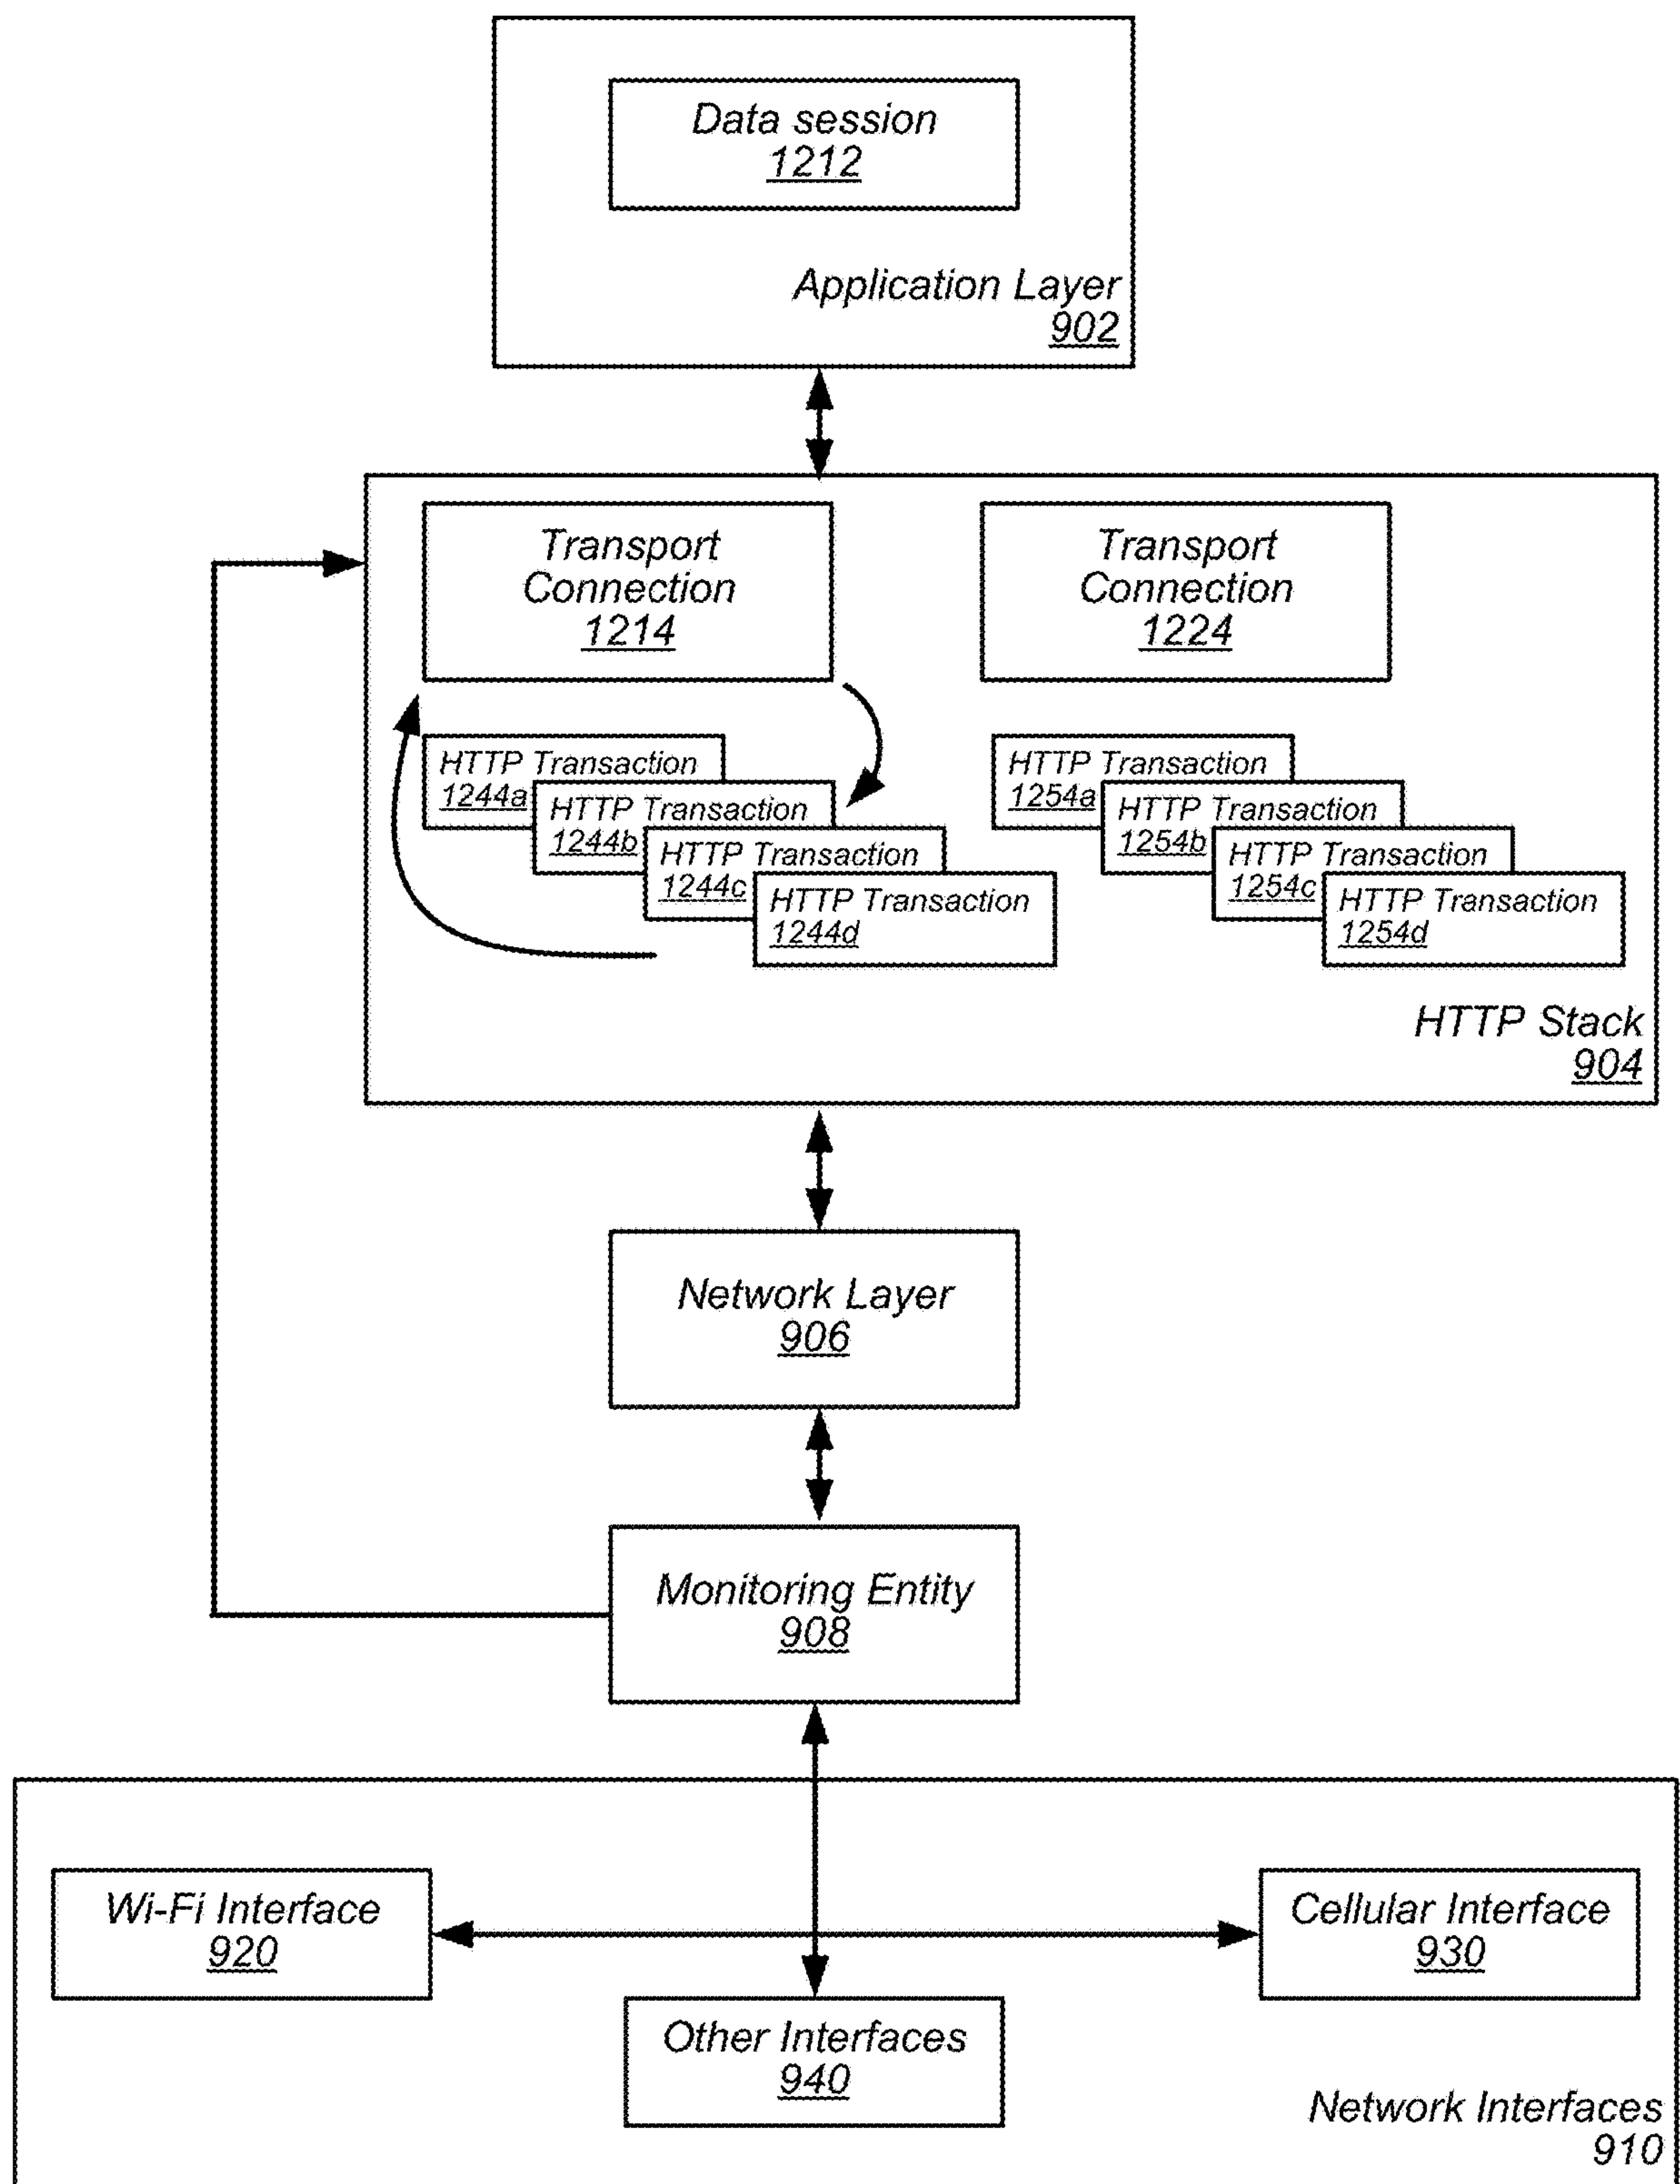 Data session
1212
Application Layer
902
Transport
Connection
1214
Transport
Connection
1224
HTTP Transaction
1244a
HTTP Transaction
1244b
HTTP Transaction
1244c
HTTP Transaction
1244d
HTTP Transaction
1254a
HTTP Transaction
1254b
HTTP Transaction
1254c
HTTP Transaction
1254d
HTTP Stack
904
Network Layer
906
Monitoring Entity
908
Wi-Fi Interface
920
Cellular Interface
930
Other Interfaces
940
Network Interfaces
910